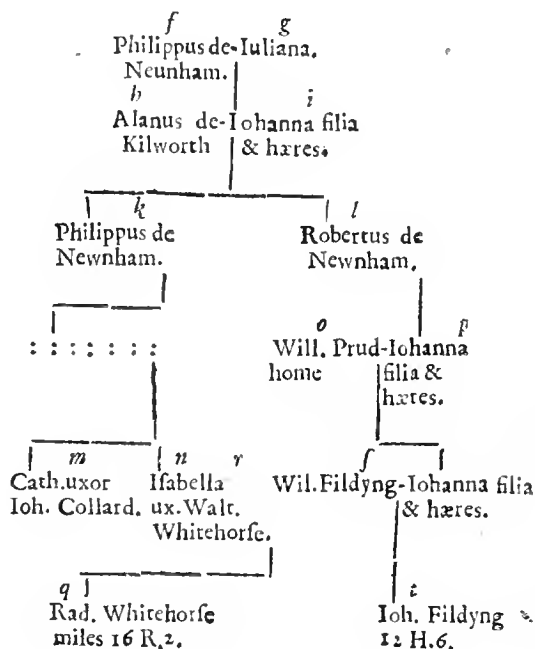 f g
Philippus de-Iuliana.
Neunham.
h i
Alanus de-Iohanna filia
Kilworth & hæres.
k l
Philippus de Robertus de
Newnham. Newnham.
o p
: : : : : : : Will. Prud-Iohanna
home filia &
hæres.
m n r ſ
Cath.uxor Iſabella Wil.Fildyng-Iohanna filia
Ioh. Collard. ux.Walt. & hæres.
Whitehorſe.
q t
Rad. Whitehorſe Ioh. Fildyng
miles 16 R.2. 12 H.6.